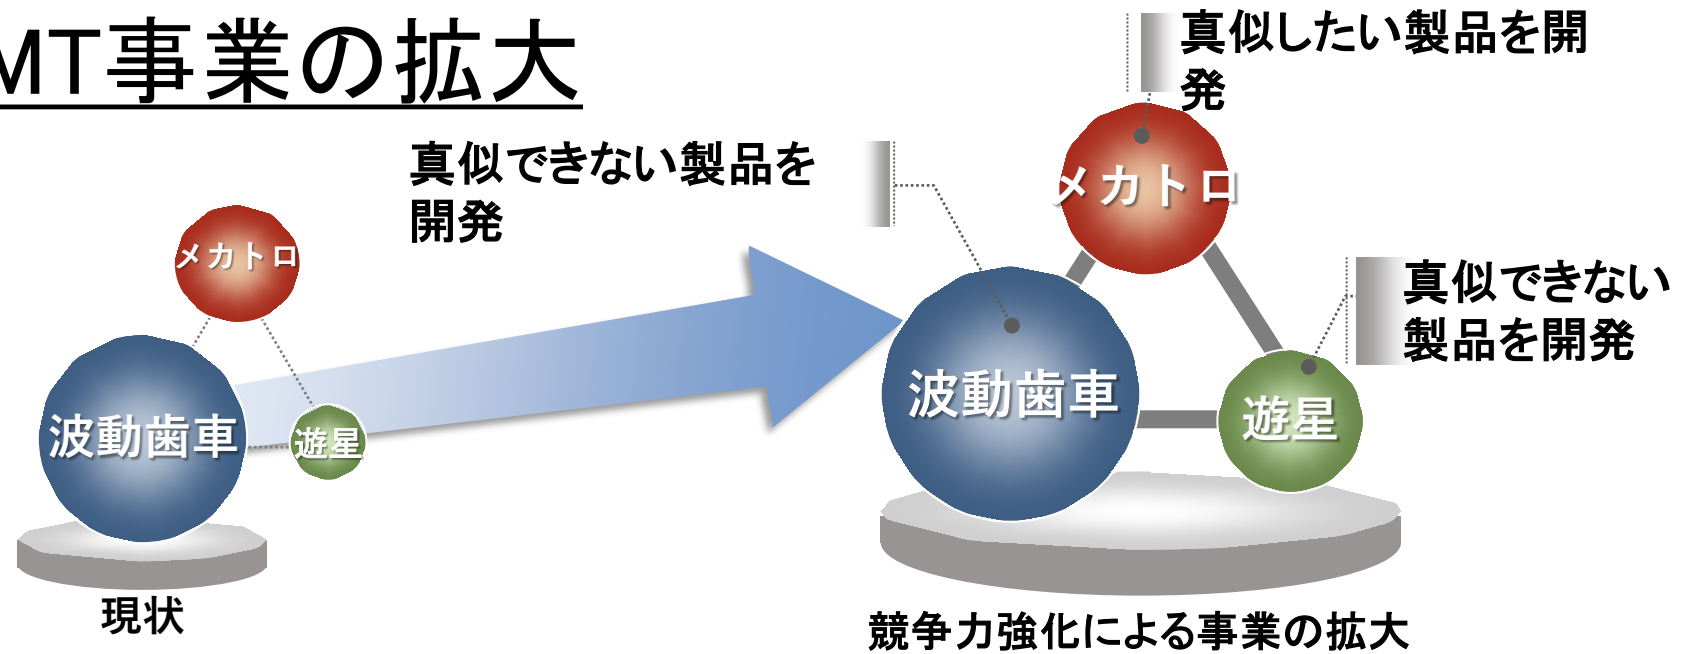 MT事業の拡大
真似したい製品を開
発
真似できない製品を
開発
メカトロ
波動歯車
遊星
現状
メカトロ
真似できない
製品を開発
波動歯車
遊星
競争力強化による事業の拡大